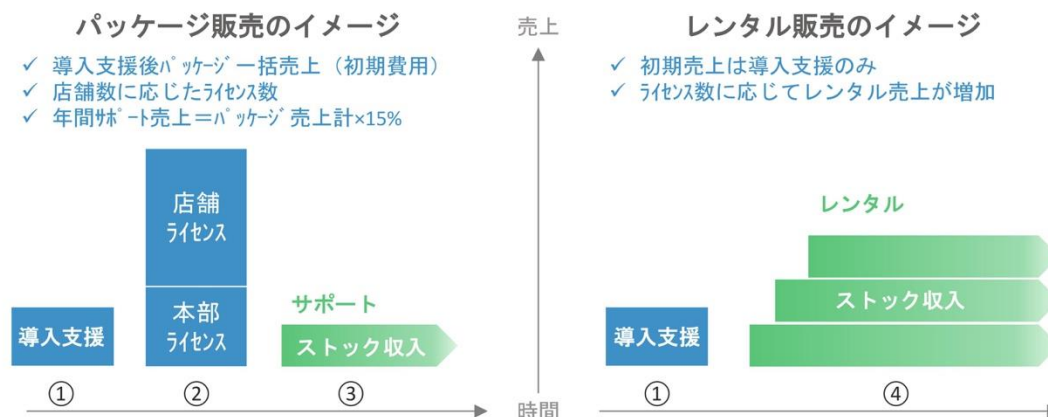 パッケージ販売のイメージ
✓ 導入支援後ﾊﾟｯｹｰｼﾞ一括売上（初期費用）
✓ 店舗数に応じたﾗｲｾﾝｽ数
✓ 年間ｻﾎﾟｰﾄ売上＝ﾊﾟｯｹｰｼﾞ売上計×15%
店舗
ﾗｲｾﾝｽ
本部
ﾗｲｾﾝｽ
導入支援
サポート
ストック収入
①
②
③
売上
時間
レンタル販売のイメージ
✓ 初期売上は導入支援のみ
✓ ﾗｲｾﾝｽ数に応じてレンタル売上が増加
レンタル
ストック収入
導入支援
①
④